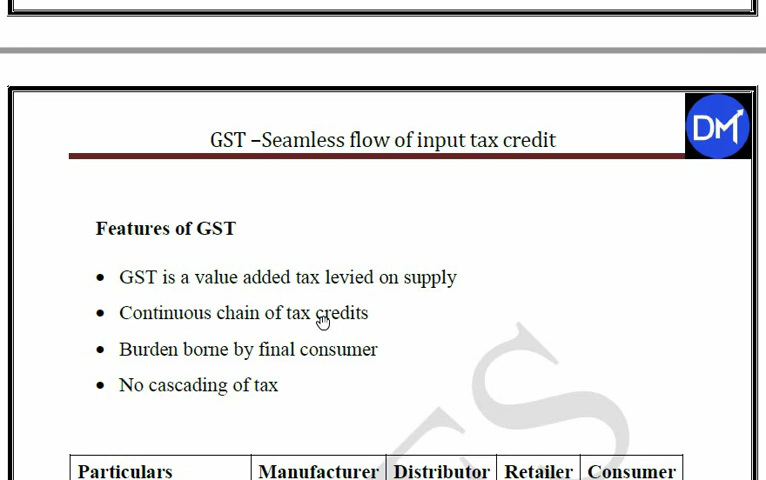 GST –Seamless flow of input tax credit
DM
Features of GST
• GST is a value added tax levied on supply
• Continuous chain of tax credits
• Burden borne by final consumer
• No cascading of tax
Particulars Manufacturer Distributor Retailer Consumer